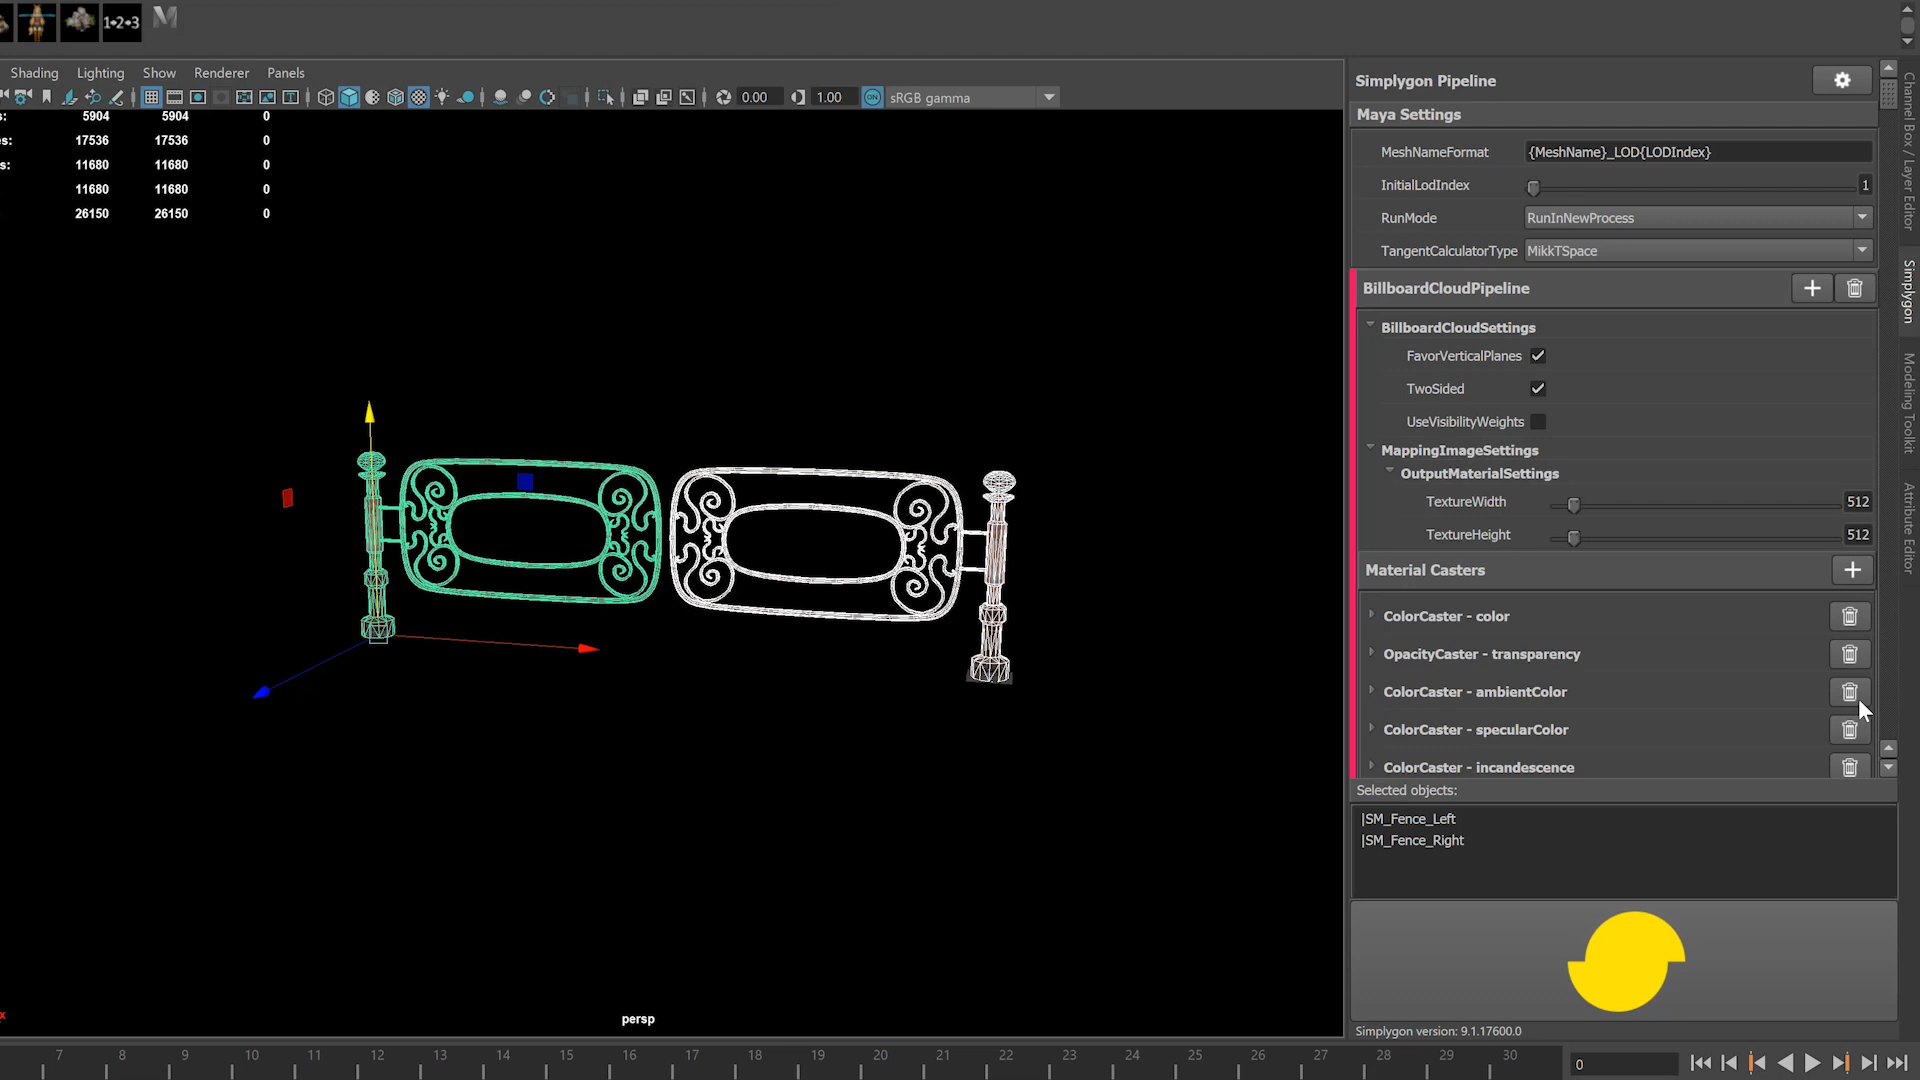 1•2•3
Shading Lighting Show Renderer Panels
0.00 1.00 ON sRGB gamma
s: 5904 5904 0
es: 17536 17536 0
s: 11680 11680 0
11680 11680 0
26150 26150 0
persp
x
Simplygon Pipeline
Maya Settings
MeshNameFormat {MeshName}_LOD{LODIndex}
InitialLodIndex 1
RunMode RunInNewProcess
TangentCalculatorType MikkTSpace
BillboardCloudPipeline
BillboardCloudSettings
FavorVerticalPlanes
TwoSided
UseVisibilityWeights
MappingImageSettings
OutputMaterialSettings
TextureWidth 512
TextureHeight 512
Material Casters
ColorCaster - color
OpacityCaster - transparency
ColorCaster - ambientColor
ColorCaster - specularColor
ColorCaster - incandescence
Selected objects:
|SM_Fence_Left
|SM_Fence_Right
Simplygon version: 9.1.17600.0
Channel Box / Layer Editor
Simplygon
Modeling Toolkit
Attribute Editor
7 8 9 10 11 12 13 14 15 16 17 18 19 20 21 22 23 24 25 26 27 28 29 30
0